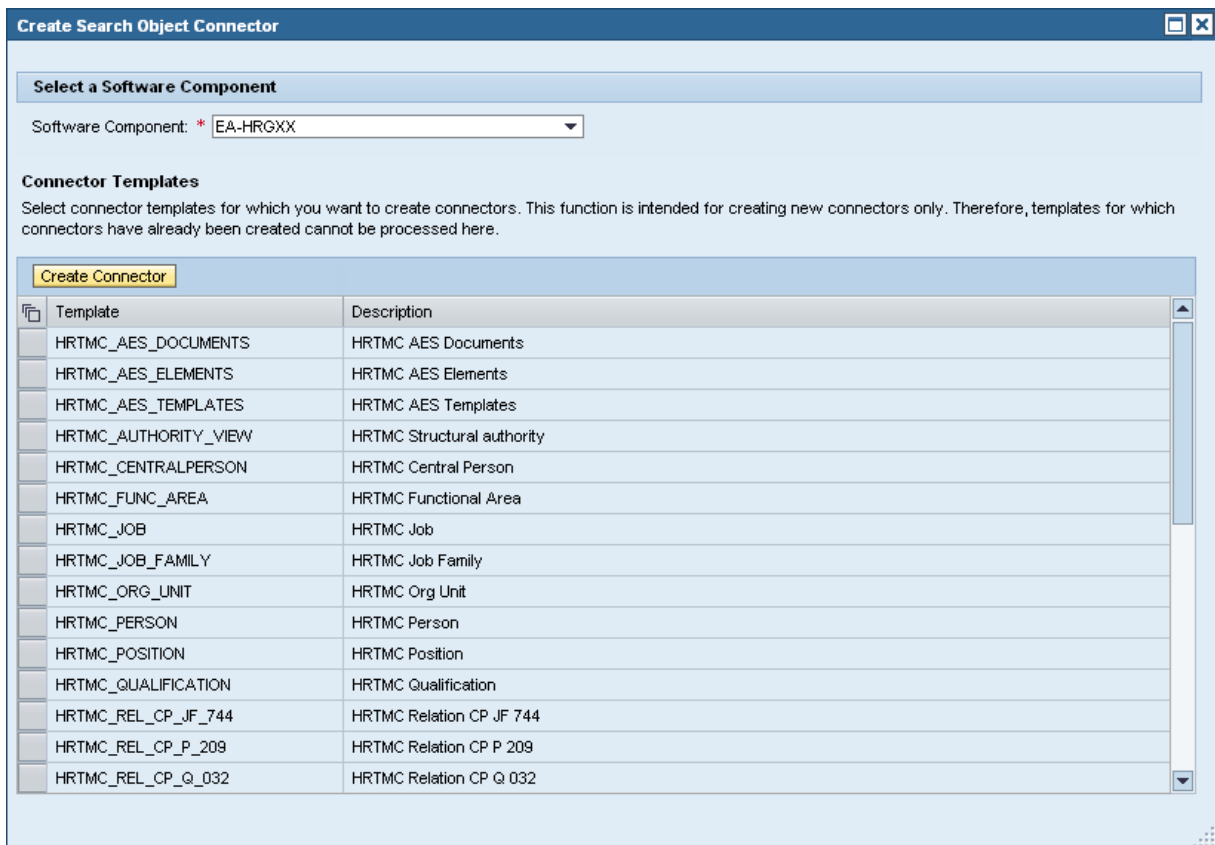 Create Search Object Connector
Select a Software Component
Software Component: * EA-HRGXX
Connector Templates
Select connector templates for which you want to create connectors. This function is intended for creating new connectors only. Therefore, templates for which
connectors have already been created cannot be processed here.
Create Connector
Template Description
HRTMC_AES_DOCUMENTS HRTMC AES Documents
HRTMC_AES_ELEMENTS HRTMC AES Elements
HRTMC_AES_TEMPLATES HRTMC AES Templates
HRTMC_AUTHORITY_VIEW HRTMC Structural authority
HRTMC_CENTRALPERSON HRTMC Central Person
HRTMC_FUNC_AREA HRTMC Functional Area
HRTMC_JOB HRTMC Job
HRTMC_JOB_FAMILY HRTMC Job Family
HRTMC_ORG_UNIT HRTMC Org Unit
HRTMC_PERSON HRTMC Person
HRTMC_POSITION HRTMC Position
HRTMC_QUALIFICATION HRTMC Qualification
HRTMC_REL_CP_JF_744 HRTMC Relation CP JF 744
HRTMC_REL_CP_P_209 HRTMC Relation CP P 209
HRTMC_REL_CP_Q_032 HRTMC Relation CP Q 032